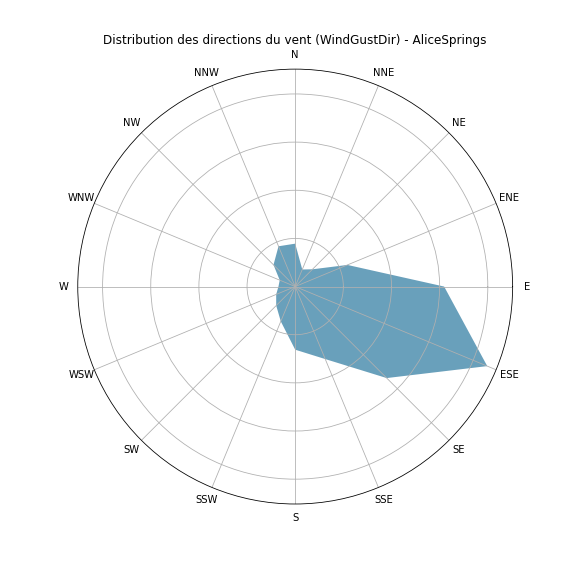 Distribution des directions du vent (WindGustDir) - AliceSprings
N
NNW
NNE
NW
NE
WNW
ENE
W
E
WSW
ESE
SW
SE
SSW
SSE
S